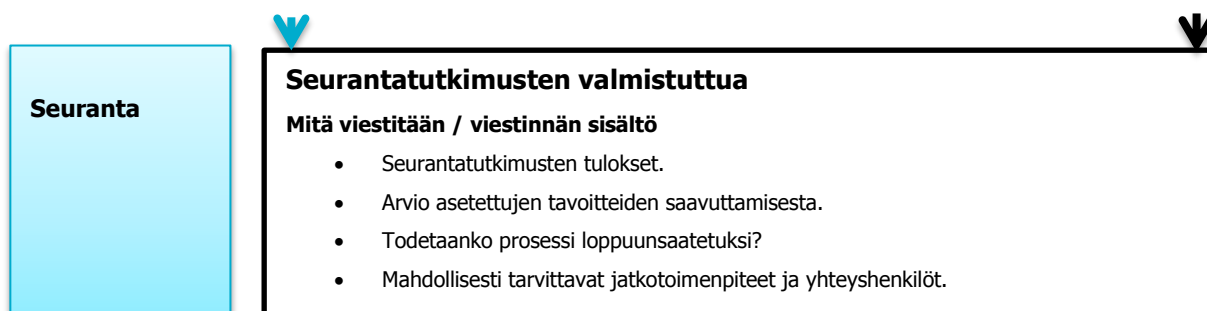 Seuranta
Seurantatutkimusten valmistuttua
Mitä viestitään / viestinnän sisältö
• Seurantatutkimusten tulokset.
• Arvio asetettujen tavoitteiden saavuttamisesta.
• Todetaanko prosessi loppuunsaatetuksi?
• Mahdollisesti tarvittavat jatkotoimenpiteet ja yhteyshenkilöt.